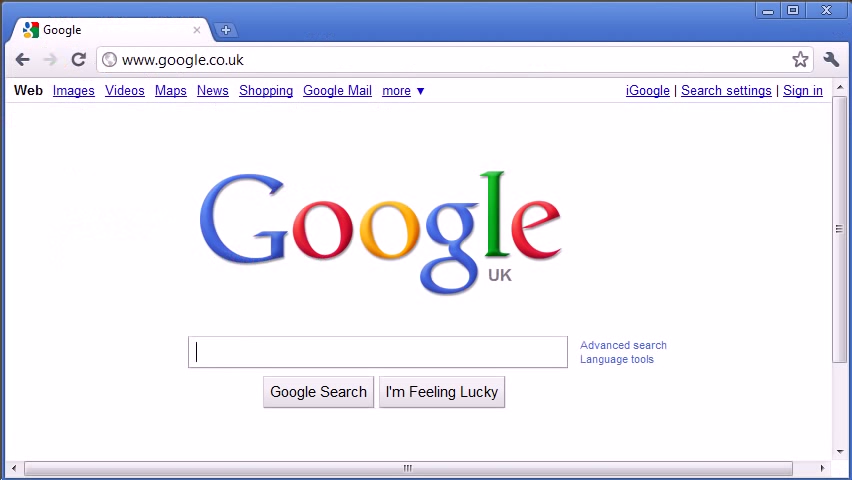 Google
www.google.co.uk
Web Images Videos Maps News Shopping Google Mail more ▼ iGoogle | Search settings | Sign in
Google
UK
Advanced search
Language tools
Google Search I'm Feeling Lucky